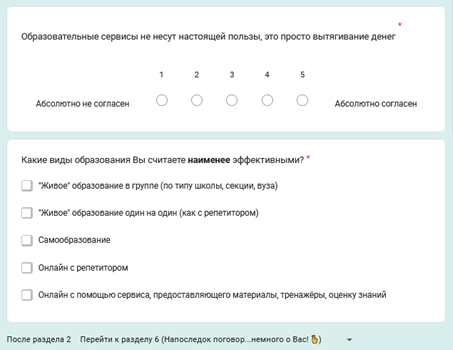 Образовательные сервисы не несут настоящей пользы, это просто вытягивание денег *
1 2 3 4 5
Абсолютно не согласен Абсолютно согласен
Какие виды образования Вы считаете наименее эффективными? *
"Живое" образование в группе (по типу школы, секции, вуза)
"Живое" образование один на один (как с репетитором)
Самообразование
Онлайн с репетитором
Онлайн с помощью сервиса, предоставляющего материалы, тренажёры, оценку знаний
После раздела 2 Перейти к разделу 6 (Напоследок поговор...немного о Вас!👌)